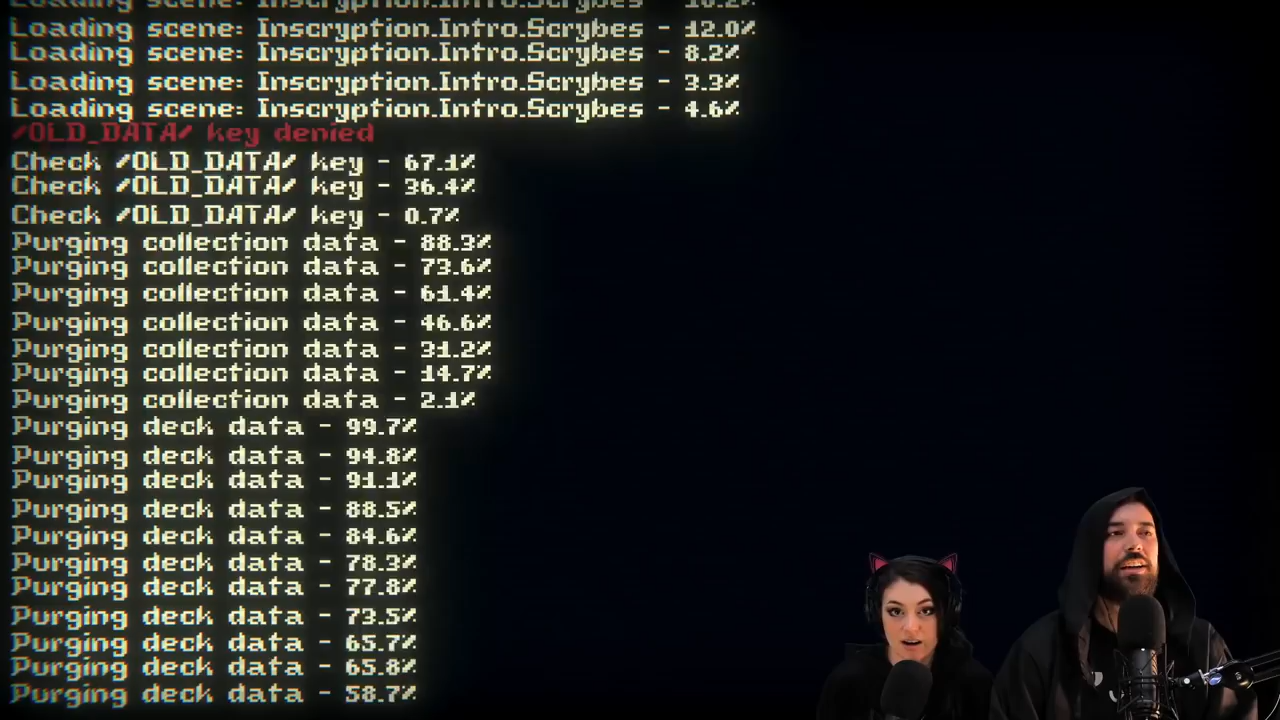 Loading scene: Inscryption.Intro.Scrybes - 10.2%
Loading scene: Inscryption.Intro.Scrybes - 12.0%
Loading scene: Inscryption.Intro.Scrybes - 8.2%
Loading scene: Inscryption.Intro.Scrybes - 3.3%
Loading scene: Inscryption.Intro.Scrybes - 4.6%
/OLD_DATA/ key denied
Check /OLD_DATA/ key - 67.1%
Check /OLD_DATA/ key - 36.4%
Check /OLD_DATA/ key - 0.7%
Purging collection data - 88.3%
Purging collection data - 73.6%
Purging collection data - 61.4%
Purging collection data - 46.6%
Purging collection data - 31.2%
Purging collection data - 14.7%
Purging collection data - 2.1%
Purging deck data - 99.7%
Purging deck data - 94.8%
Purging deck data - 91.1%
Purging deck data - 88.5%
Purging deck data - 84.6%
Purging deck data - 78.3%
Purging deck data - 77.8%
Purging deck data - 73.5%
Purging deck data - 65.7%
Purging deck data - 65.8%
Purging deck data - 58.7%